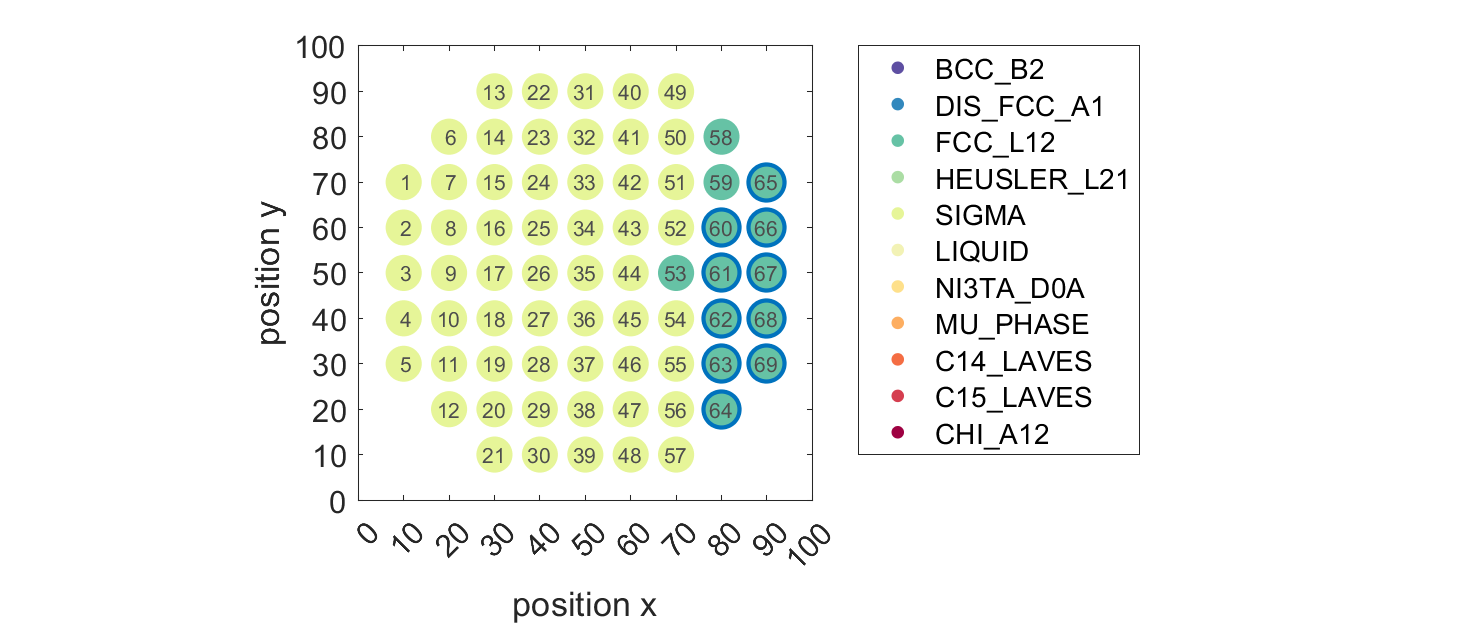 100
13 22 31 40 49
90
BCC_B2
DIS_FCC_A1
6 14 23 32 41 50 58
80
FCC_L12
1 7 15 24 33 42 51 59 65
70
HEUSLER_L21
2 8 16 25 34 43 52 60 66
60
SIGMA
LIQUID
3 9 17 26 35 44 53 61 67
50
NI3TA_D0A
4 10 18 27 36 45 54 62 68
40
MU_PHASE
5 11 19 28 37 46 55 63 69
30
C14_LAVES
C15_LAVES
12 20 29 38 47 56 64
20
CHI_A12
21 30 39 48 57
10
0
position y
0 10 20 30 40 50 60 70 80 90 100
position x